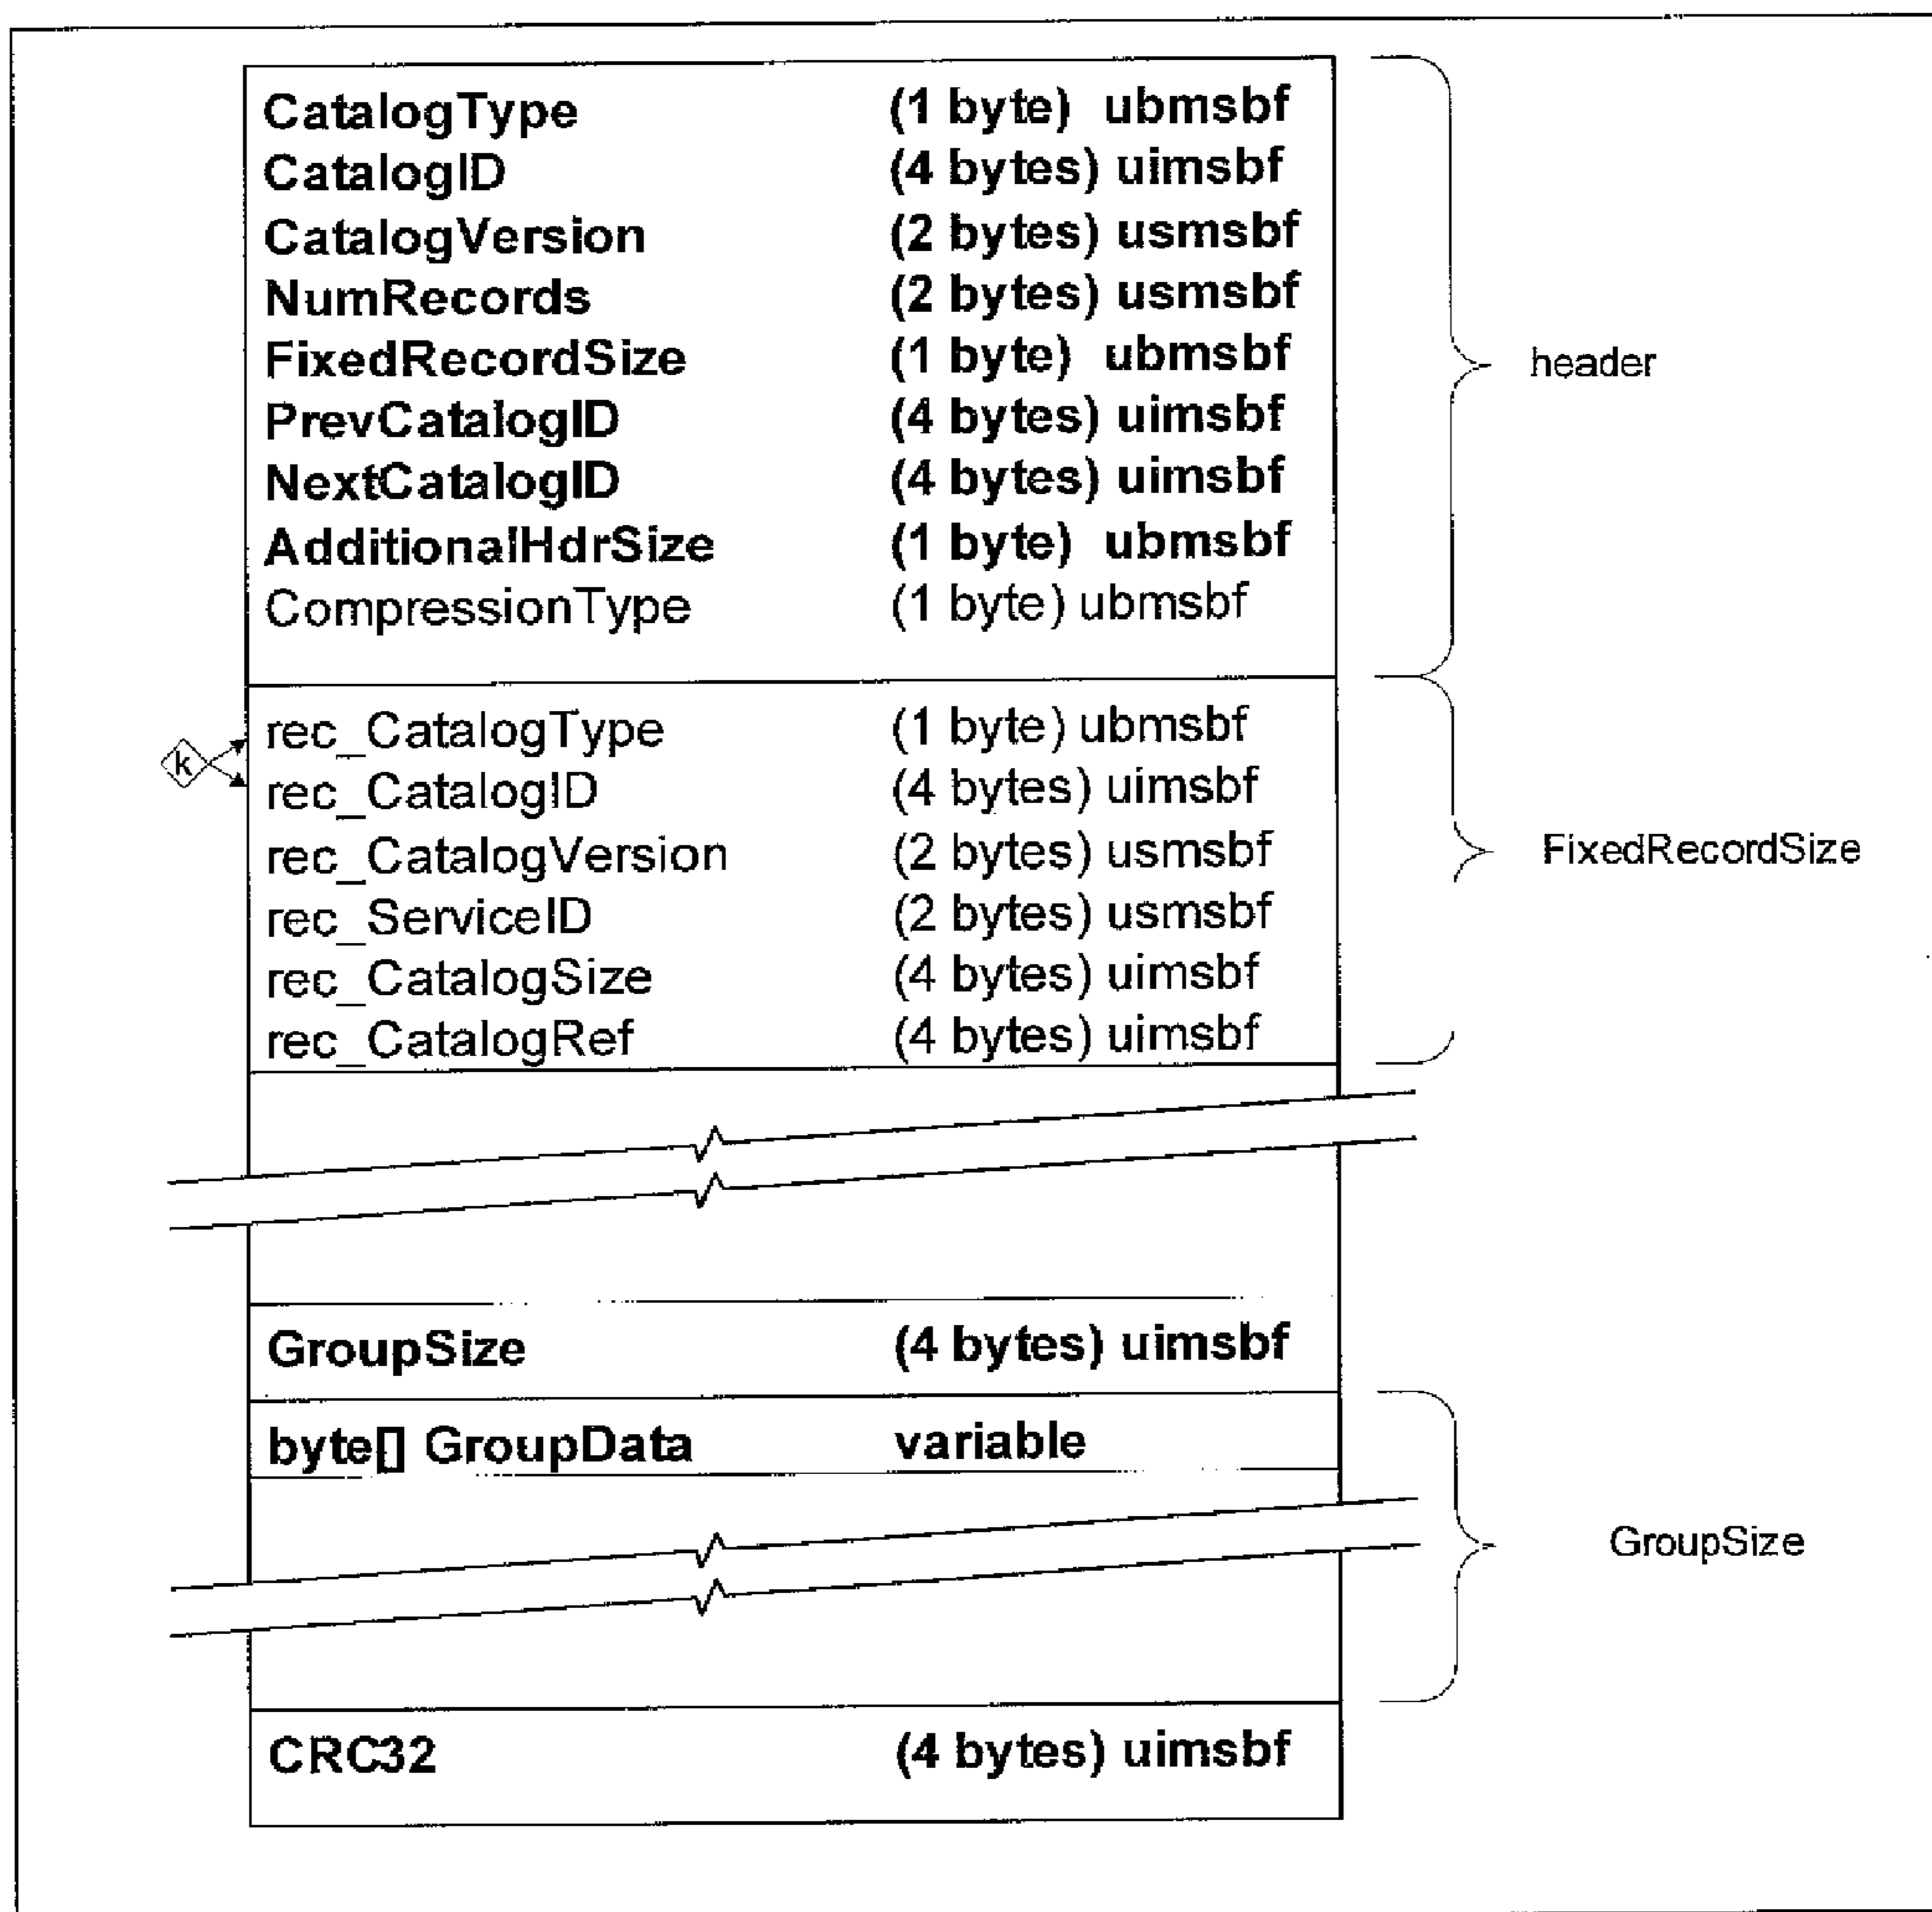 CatalogType (1 byte) ubmsbf
CatalogID (4 bytes) uimsbf
CatalogVersion (2 bytes) usmsbf
NumRecords (2 bytes) usmsbf
FixedRecordSize (1 byte) ubmsbf
header
PrevCatalogID (4 bytes) uimsbf
NextCatalogID (4 bytes) uimsbf
AdditionalHdrSize (1 byte) ubmsbf
CompressionType (1 byte) ubmsbf
rec_CatalogType (1 byte) ubmsbf
k
rec_CatalogID (4 bytes) uimsbf
rec_CatalogVersion (2 bytes) usmsbf
FixedRecordSize
rec_ServiceID (2 bytes) usmsbf
rec_CatalogSize (4 bytes) uimsbf
rec_CatalogRef (4 bytes) uimsbf
GroupSize (4 bytes) uimsbf
byte[] GroupData variable
GroupSize
CRC32 (4 bytes) uimsbf